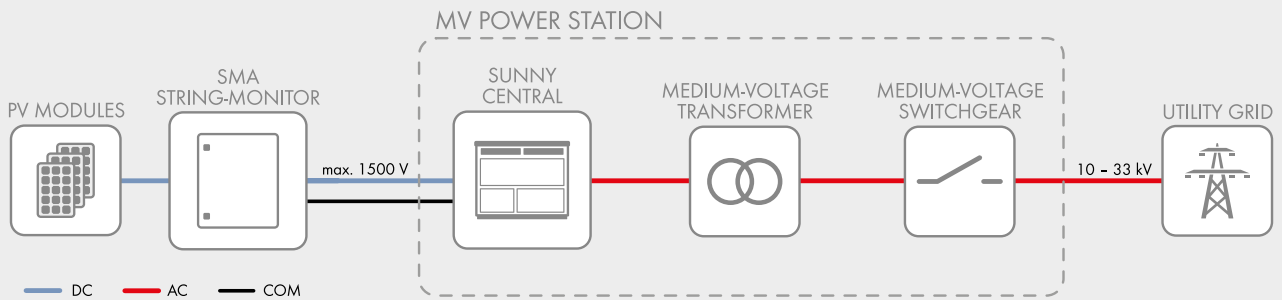 MV POWER STATION
PV MODULES
SMA
STRING-MONITOR
max. 1500 V
SUNNY
CENTRAL
MEDIUM-VOLTAGE
TRANSFORMER
MEDIUM-VOLTAGE
SWITCHGEAR
10 – 33 kV
UTILITY GRID
DC
AC
COM